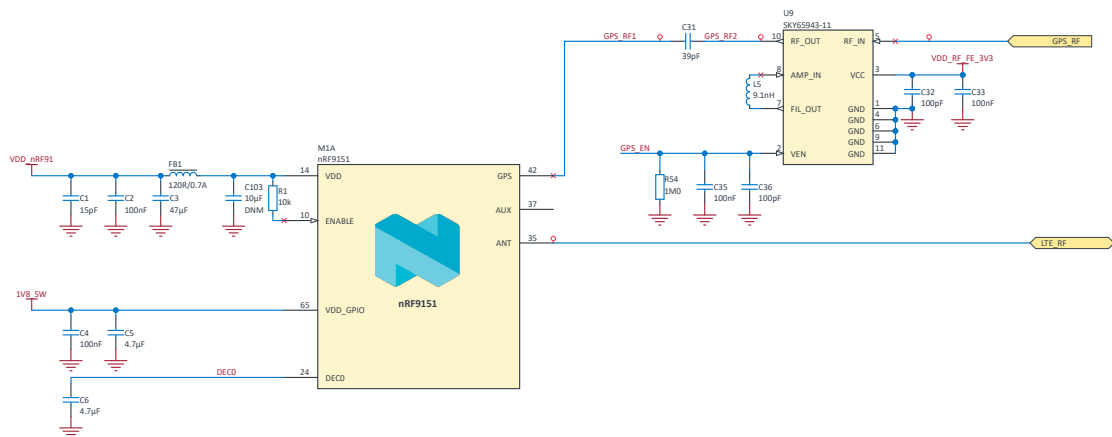 U9
SKY65943-11
C31
GPS_RF1
GPS_RF2
39pF
10
RF_OUT
RF_IN
5
GPS_RF
VDD_RF_FE_3V3
8
AMP_IN
VCC
3
L5
9.1nH
C32
100pF
C33
100nF
7
FIL_OUT
GND
1
GND
4
GND
6
GND
9
GND
11
GPS_EN
2
VEN
R54
1M0
C35
100nF
C36
100pF
M1A
nRF9151
VDD_nRF91
FB1
120R/0.7A
14
VDD
GPS
42
C1
15pF
C2
100nF
C3
47µF
C103
10µF
DNM
R1
10k
10
ENABLE
AUX
37
ANT
35
LTE_RF
nRF9151
1V8_SW
65
VDD_GPIO
C4
100nF
C5
4.7µF
DEC0
24
DEC0
C6
4.7µF